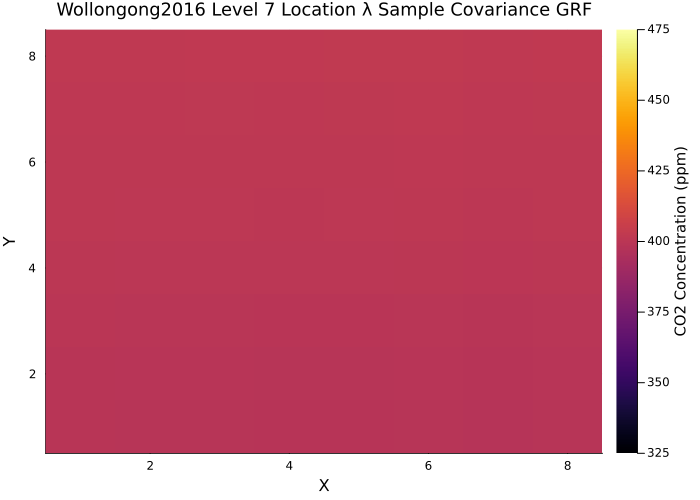 Wollongong2016 Level 7 Location λ Sample Covariance GRF
475
450
425
400
375
350
325
CO2 Concentration (ppm)
8
6
4
2
Y
2 4 6 8
X